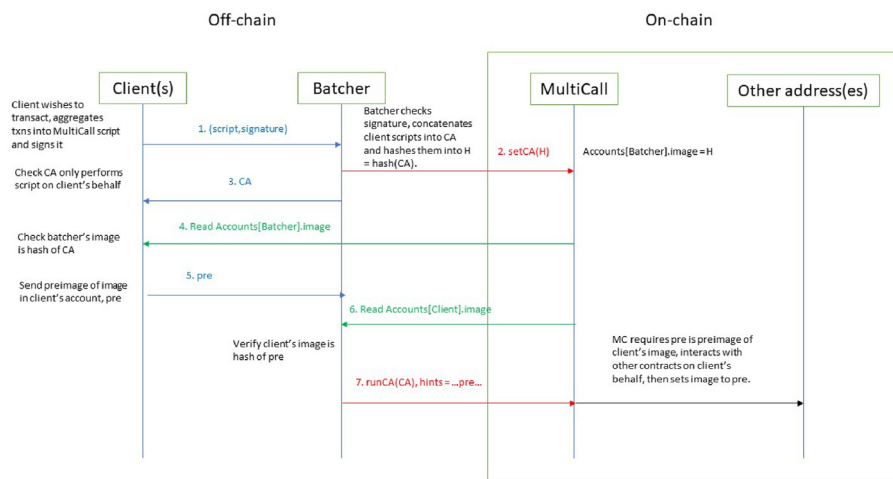 Off-chain
On-chain
Client(s)
Batcher
MultiCall
Other address(es)
Client wishes to
transact, aggregates
txns into MultiCall script
and signs it
1. (script,signature)
Batcher checks
signature, concatenates
client scripts into CA
and hashes them into H
= hash(CA).
2. setCA(H)
Accounts[Batcher].image = H
Check CA only performs
script on client's behalf
3. CA
4. Read Accounts[Batcher].image
Check batcher's image
is hash of CA
5. pre
Send preimage of image
in client's account, pre
6. Read Accounts[Client].image
Verify client's image is
hash of pre
MC requires pre is preimage of
client's image, interacts with
other contracts on client's
behalf, then sets image to pre.
7. runCA(CA), hints = ...pre...